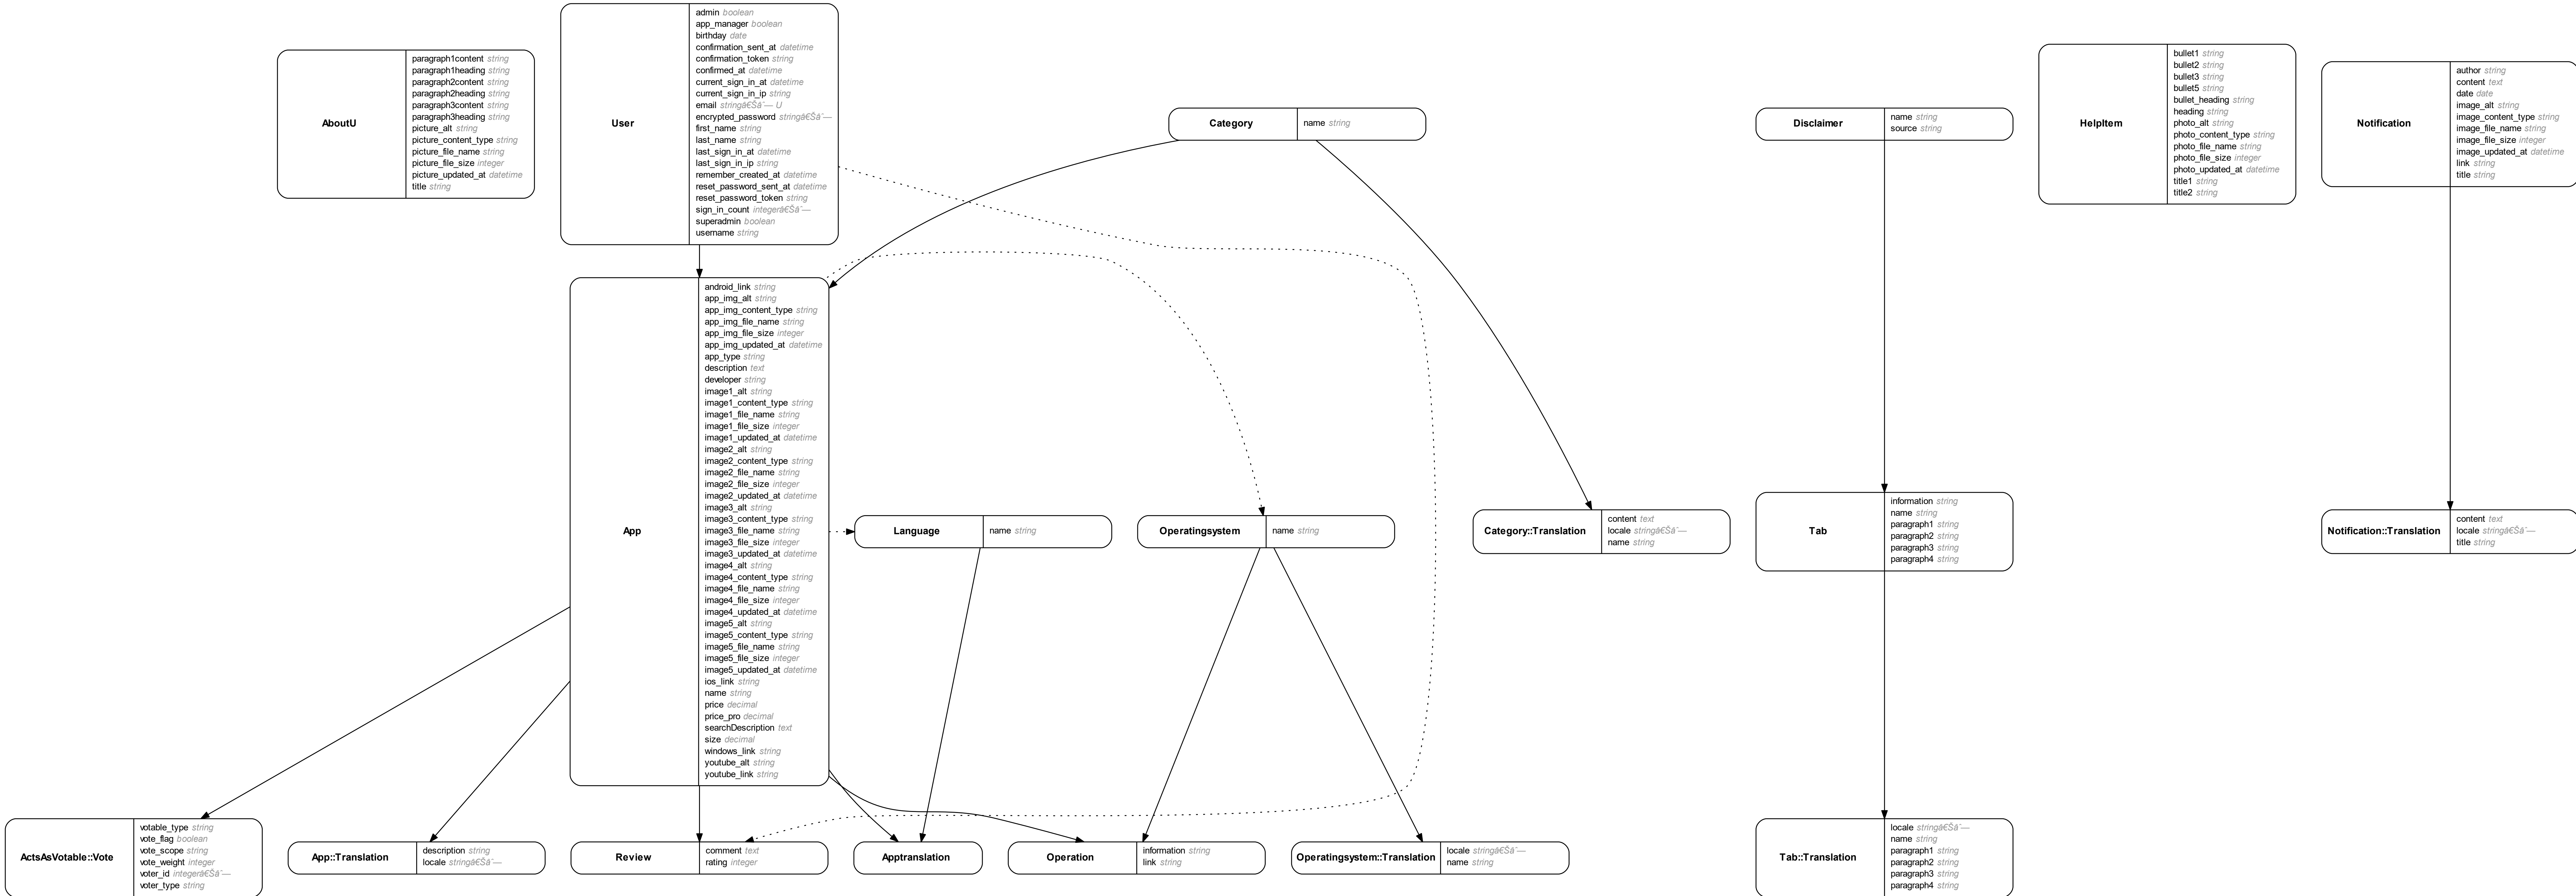 AboutU
paragraph1content string
paragraph1heading string
paragraph2content string
paragraph2heading string
paragraph3content string
paragraph3heading string
picture_alt string
picture_content_type string
picture_file_name string
picture_file_size integer
picture_updated_at datetime
title string
User
admin boolean
app_manager boolean
birthday date
confirmation_sent_at datetime
confirmation_token string
confirmed_at datetime
current_sign_in_at datetime
current_sign_in_ip string
email stringâ€Šâˆ— U
encrypted_password stringâ€Šâˆ—
first_name string
last_name string
last_sign_in_at datetime
last_sign_in_ip string
remember_created_at datetime
reset_password_sent_at datetime
reset_password_token string
sign_in_count integerâ€Šâˆ—
superadmin boolean
username string
Category
name string
Disclaimer
name string
source string
HelpItem
bullet1 string
bullet2 string
bullet3 string
bullet5 string
bullet_heading string
heading string
photo_alt string
photo_content_type string
photo_file_name string
photo_file_size integer
photo_updated_at datetime
title1 string
title2 string
Notification
author string
content text
date date
image_alt string
image_content_type string
image_file_name string
image_file_size integer
image_updated_at datetime
link string
title string
App
android_link string
app_img_alt string
app_img_content_type string
app_img_file_name string
app_img_file_size integer
app_img_updated_at datetime
app_type string
description text
developer string
image1_alt string
image1_content_type string
image1_file_name string
image1_file_size integer
image1_updated_at datetime
image2_alt string
image2_content_type string
image2_file_name string
image2_file_size integer
image2_updated_at datetime
image3_alt string
image3_content_type string
image3_file_name string
image3_file_size integer
image3_updated_at datetime
image4_alt string
image4_content_type string
image4_file_name string
image4_file_size integer
image4_updated_at datetime
image5_alt string
image5_content_type string
image5_file_name string
image5_file_size integer
image5_updated_at datetime
ios_link string
name string
price decimal
price_pro decimal
searchDescription text
size decimal
windows_link string
youtube_alt string
youtube_link string
Language
name string
Operatingsystem
name string
Category::Translation
content text
locale stringâ€Šâˆ—
name string
Tab
information string
name string
paragraph1 string
paragraph2 string
paragraph3 string
paragraph4 string
Notification::Translation
content text
locale stringâ€Šâˆ—
title string
ActsAsVotable::Vote
votable_type string
vote_flag boolean
vote_scope string
vote_weight integer
voter_id integerâ€Šâˆ—
voter_type string
App::Translation
description string
locale stringâ€Šâˆ—
Review
comment text
rating integer
Apptranslation
Operation
information string
link string
Operatingsystem::Translation
locale stringâ€Šâˆ—
name string
Tab::Translation
locale stringâ€Šâˆ—
name string
paragraph1 string
paragraph2 string
paragraph3 string
paragraph4 string